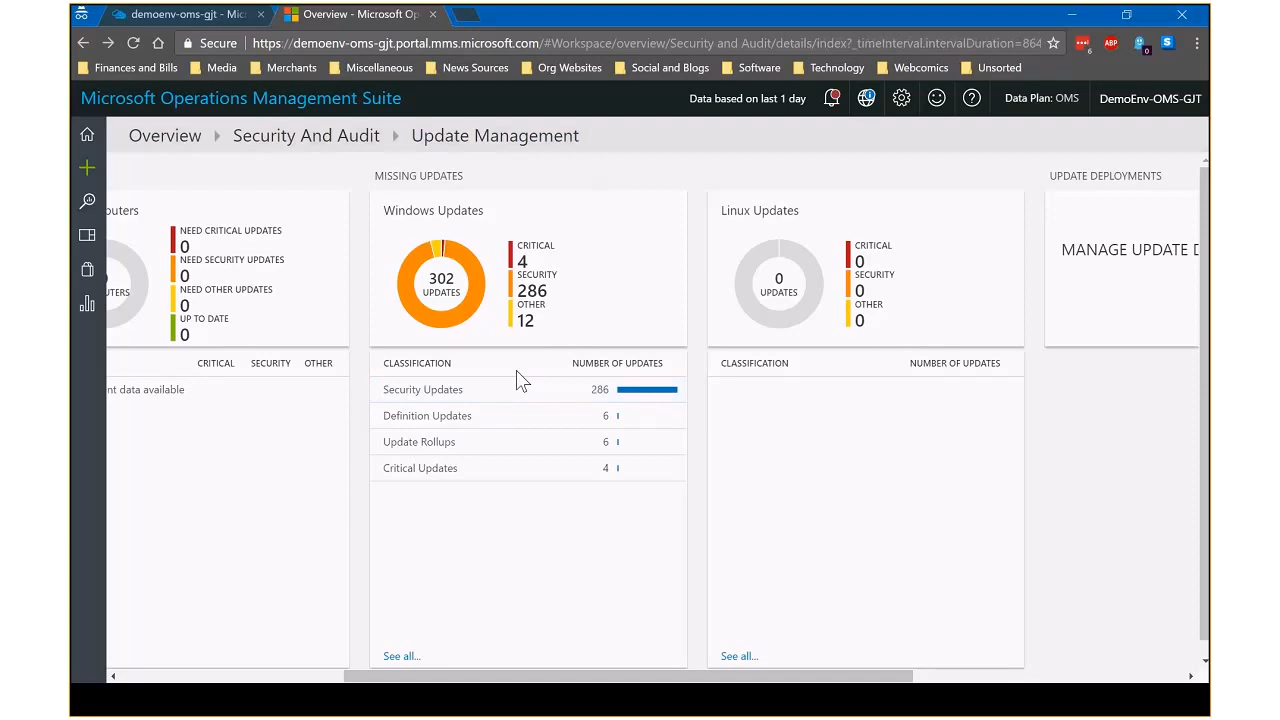 demoenv-oms-gjt - Mic
Overview - Microsoft Op
Secure
https://demoenv-oms-gjt.portal.mms.microsoft.com/#Workspace/overview/Security and Audit/details/index?_timeInterval.intervalDuration=864
6
ABP
0
S
Finances and Bills
Media
Merchants
Miscellaneous
News Sources
Org Websites
Social and Blogs
Software
Technology
Webcomics
Unsorted
Microsoft Operations Management Suite
Data based on last 1 day
Data Plan: OMS
DemoEnv-OMS-GJT
Overview
Security And Audit
Update Management
MISSING UPDATES
UPDATE DEPLOYMENTS
puters
NEED CRITICAL UPDATES
0
NEED SECURITY UPDATES
0
NEED OTHER UPDATES
0
UP TO DATE
0
UTERS
CRITICAL SECURITY OTHER
nt data available
Windows Updates
302
UPDATES
CRITICAL
4
SECURITY
286
OTHER
12
CLASSIFICATION NUMBER OF UPDATES
Security Updates 286
Definition Updates 6
Update Rollups 6
Critical Updates 4
See all...
Linux Updates
0
UPDATES
CRITICAL
0
SECURITY
0
OTHER
0
CLASSIFICATION NUMBER OF UPDATES
See all...
MANAGE UPDATE D